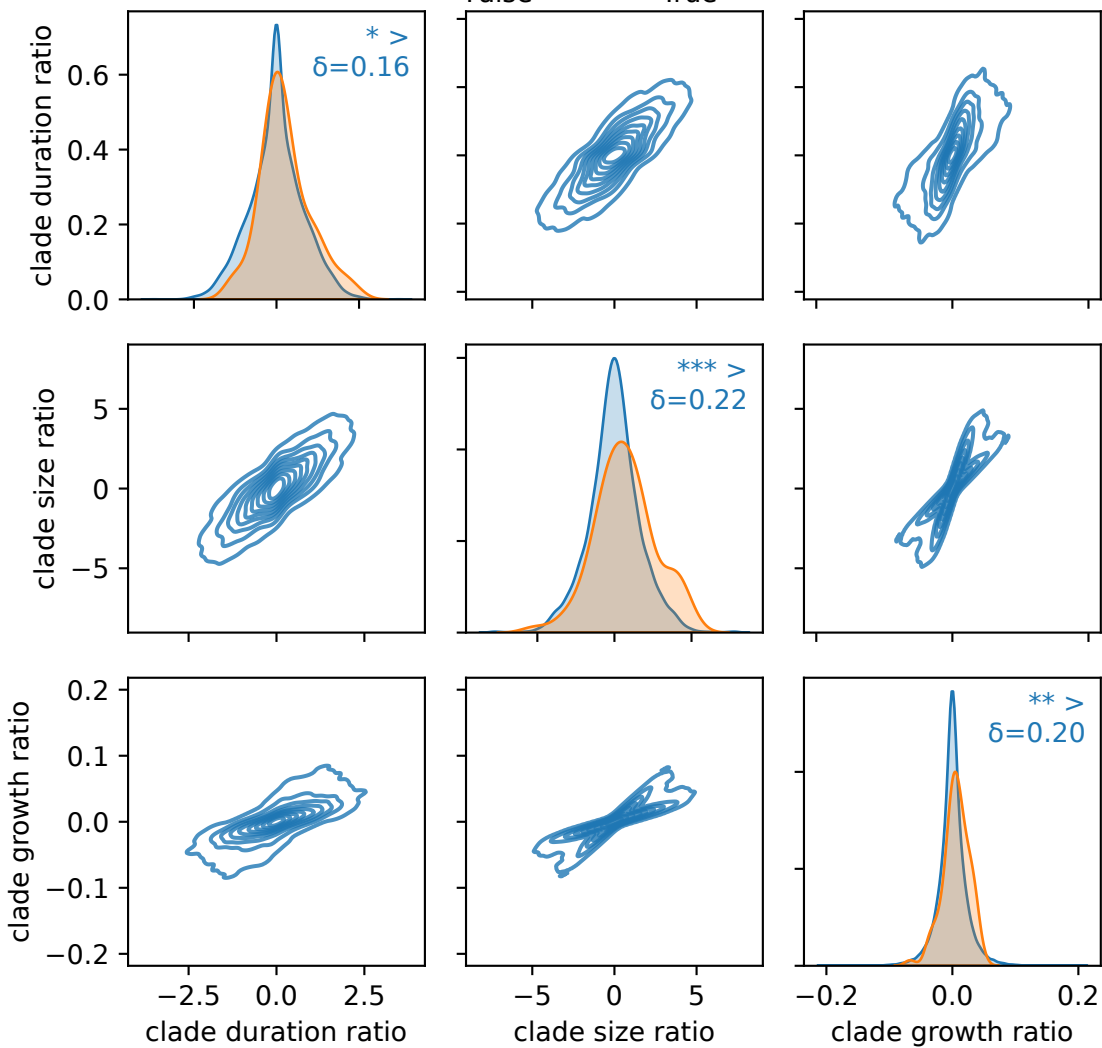 * >
δ=0.16
clade duration ratio
0.6
0.4
0.2
0.0
*** >
δ=0.22
clade size ratio
5
0
−5
** >
δ=0.20
clade growth ratio
0.2
0.1
0.0
−0.1
−0.2
−2.5 0.0 2.5 −5 0 5 −0.2 0.0 0.2
clade duration ratio clade size ratio clade growth ratio